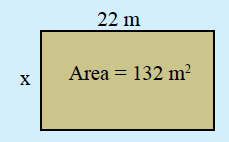 22 m
x
Area = 132 m²